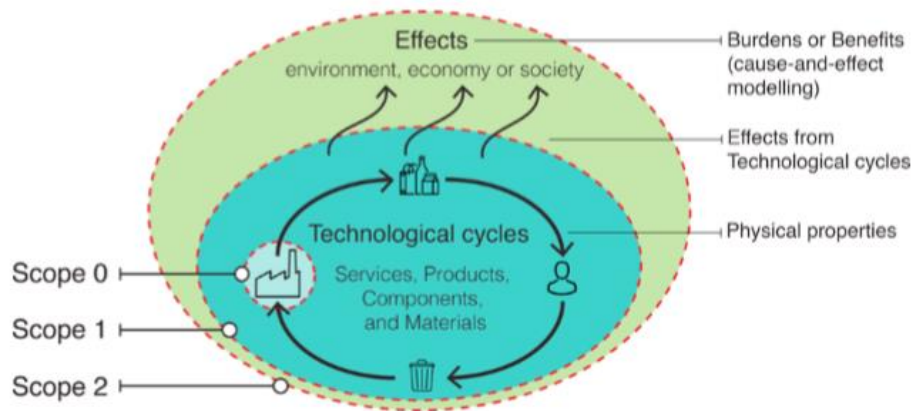 Effects
environment, economy or society
Burdens or Benefits
(cause-and-effect
modelling)
Effects from
Technological cycles
Physical properties
Technological cycles
Services, Products,
Components,
and Materials
Scope 0
Scope 1
Scope 2